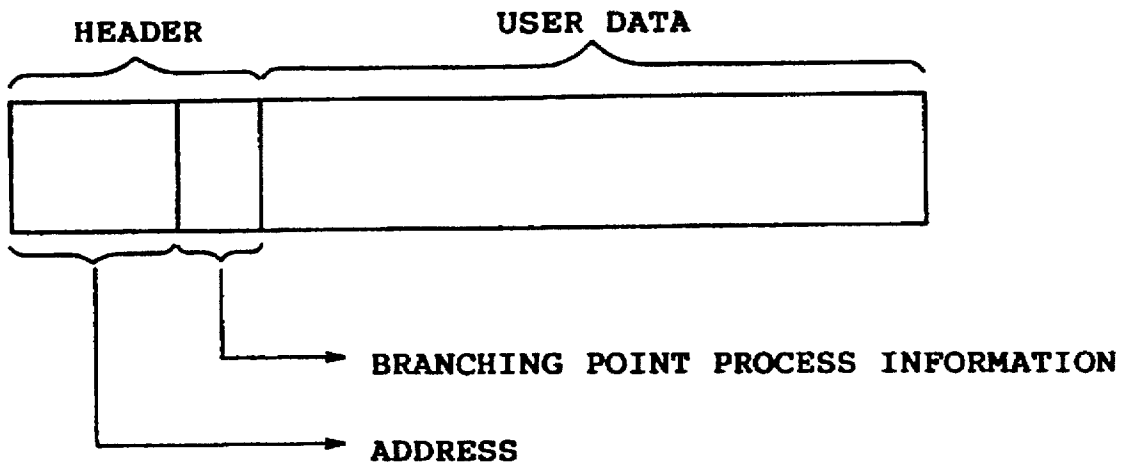 HEADER
USER DATA
BRANCHING POINT PROCESS INFORMATION
ADDRESS